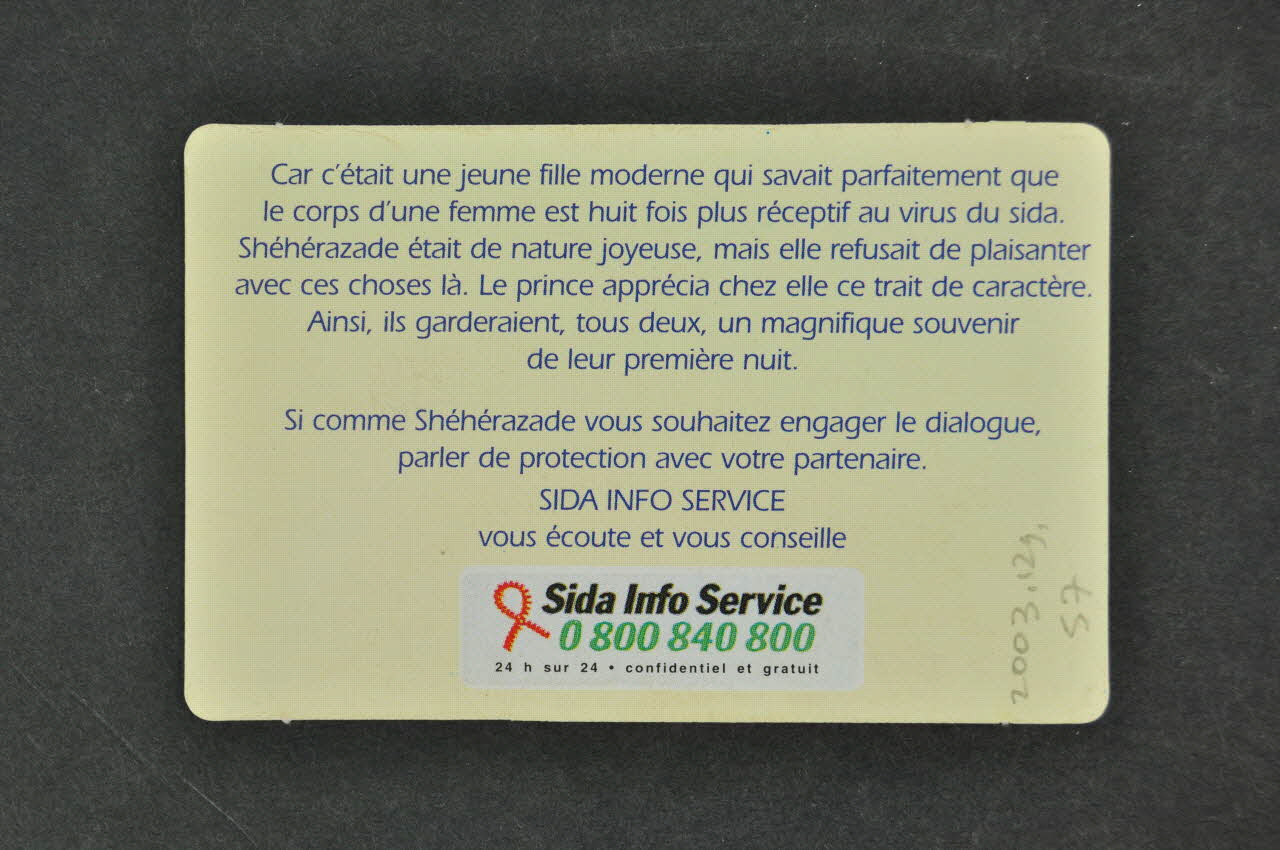 Car c'était une jeune fille moderne qui savait parfaitement que
le corps d'une femme est huit fois plus réceptif au virus du sida.
Shéhérazade était de nature joyeuse, mais elle refusait de plaisanter
avec ces choses là. Le prince apprécia chez elle ce trait de caractère.
Ainsi, ils garderaient, tous deux, un magnifique souvenir
de leur première nuit.
Si comme Shéhérazade vous souhaitez engager le dialogue,
parler de protection avec votre partenaire.
SIDA INFO SERVICE
vous écoute et vous conseille
Sida Info Service
0 800 840 800
24 h sur 24 • confidentiel et gratuit
2003.129.
57